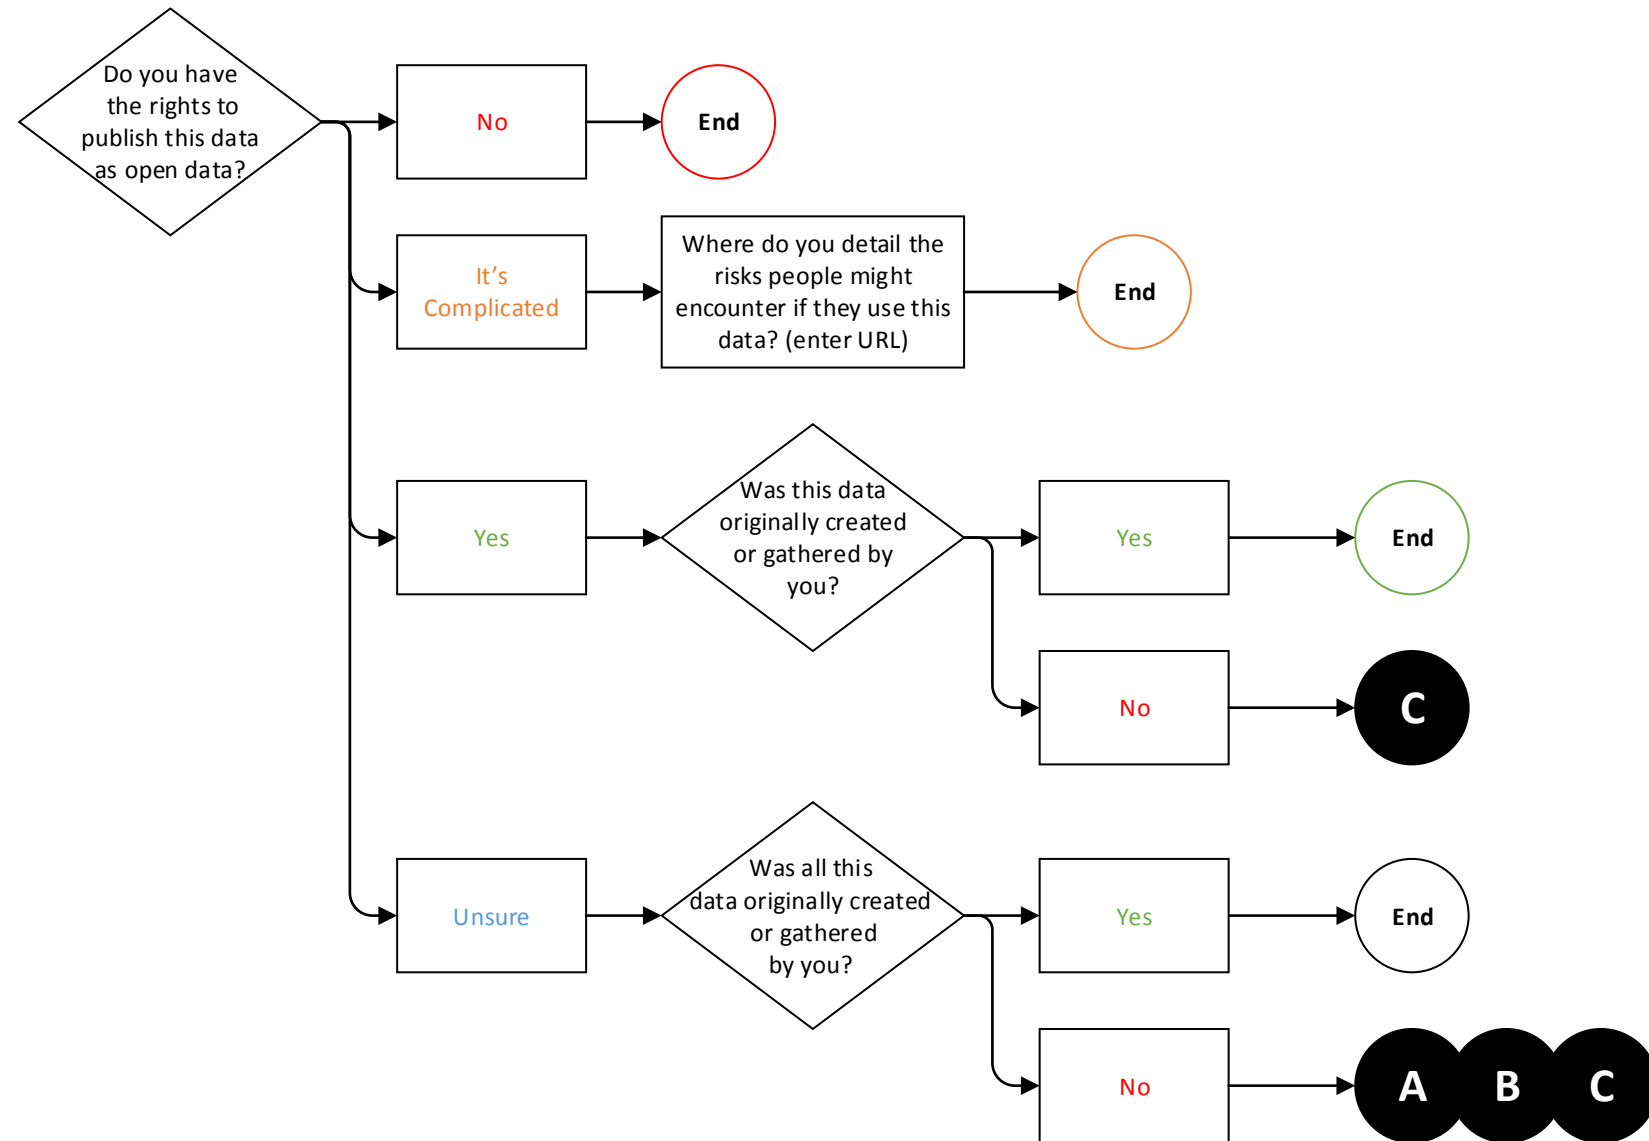 Do you have
the rights to
publish this data
as open data?
No
End
It’s
Complicated
Where do you detail the
risks people might
encounter if they use this
data? (enter URL)
End
Yes
Was this data
originally created
or gathered by
you?
Yes
End
No
C
Unsure
Was all this
data originally created
or gathered
by you?
Yes
End
No
A B C